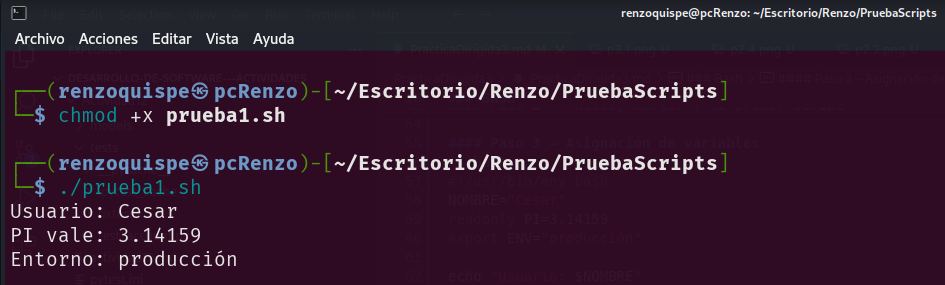 renzoquispe@pcRenzo: ~/Escritorio/Renzo/PruebaScripts
Archivo Acciones Editar Vista Ayuda
┌──(renzoquispe㉿pcRenzo)-[~/Escritorio/Renzo/PruebaScripts]
└─$ chmod +x prueba1.sh
┌──(renzoquispe㉿pcRenzo)-[~/Escritorio/Renzo/PruebaScripts]
└─$ ./prueba1.sh
Usuario: Cesar
PI vale: 3.14159
Entorno: producción